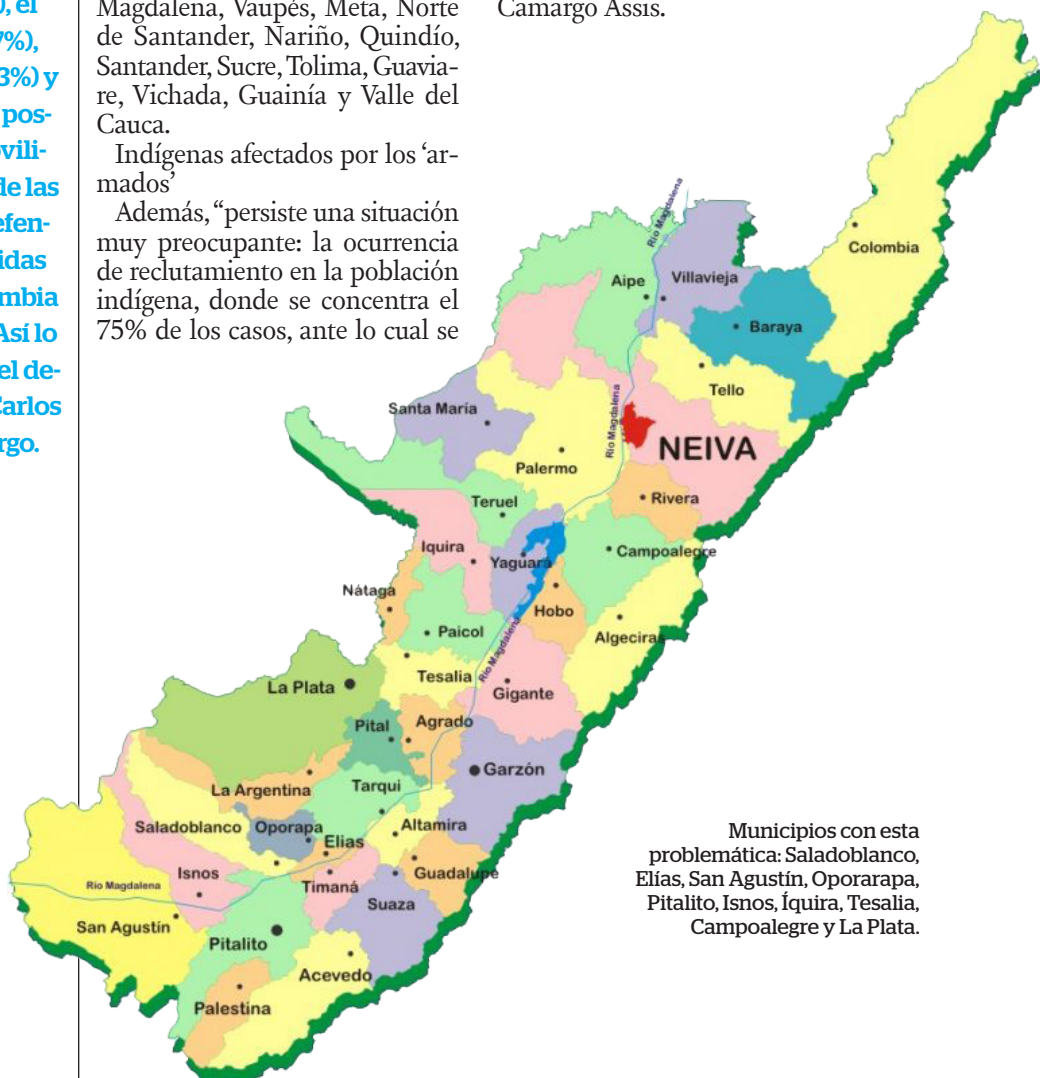 ), el
7%),
3%) y
pos-
vili-
de las
efen-
idas
mbia
Así lo
el de-
Carlos
rgo.
Magdalena, Vaupés, Meta, Norte
de Santander, Nariño, Quindío,
Santander, Sucre, Tolima, Guavia-
re, Vichada, Guainía y Valle del
Cauca.
Indígenas afectados por los ‘ar-
mados’
Además, “persiste una situación
muy preocupante: la ocurrencia
de reclutamiento en la población
indígena, donde se concentra el
75% de los casos, ante lo cual se
Camargo Assis.
Río Magdalena
Colombia
Aipe
Villavieja
Baraya
Tello
Río Magdalena
Santa María
NEIVA
Palermo
Rivera
Teruel
Iquira
Yaguará
Campoalegre
Nátaga
Hobo
Paicol
Algeciras
Río Magdalena
Tesalia
La Plata
Gigante
Pital
Agrado
Garzón
La Argentina
Tarqui
Saladoblanco
Oporapa
Altamira
Elias
Isnos
Guadalupe
Río Magdalena
Timaná
Suaza
San Agustín
Pitalito
Acevedo
Palestina
Municipios con esta
problemática: Saladoblanco,
Elías, San Agustín, Oporarapa,
Pitalito, Isnos, Íquira, Tesalia,
Campoalegre y La Plata.